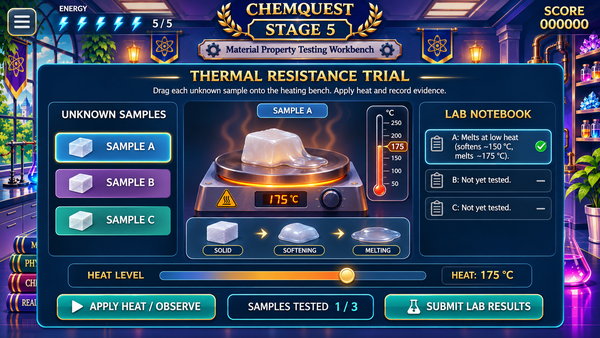 ENERGY
5 / 5
CHEMQUEST
STAGE 5
Material Property Testing Workbench
SCORE
000000
THERMAL RESISTANCE TRIAL
Drag each unknown sample onto the heating bench. Apply heat and record evidence.
UNKNOWN SAMPLES
SAMPLE A
SAMPLE B
SAMPLE C
SAMPLE A
°C
250
200
175
150
100
50
175 °C
SOLID
SOFTENING
MELTING
LAB NOTEBOOK
A: Melts at low heat
(softens ~150 °C,
melts ~175 °C).
B: Not yet tested.
C: Not yet tested.
HEAT LEVEL
HEAT: 175 °C
APPLY HEAT / OBSERVE
SAMPLES TESTED 1 / 3
SUBMIT LAB RESULTS